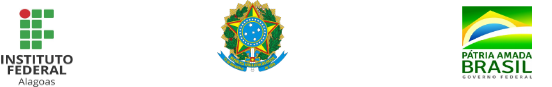 INSTITUTO
FEDERAL
Alagoas
PÁTRIA AMADA
BRASIL
GOVERNO FEDERAL